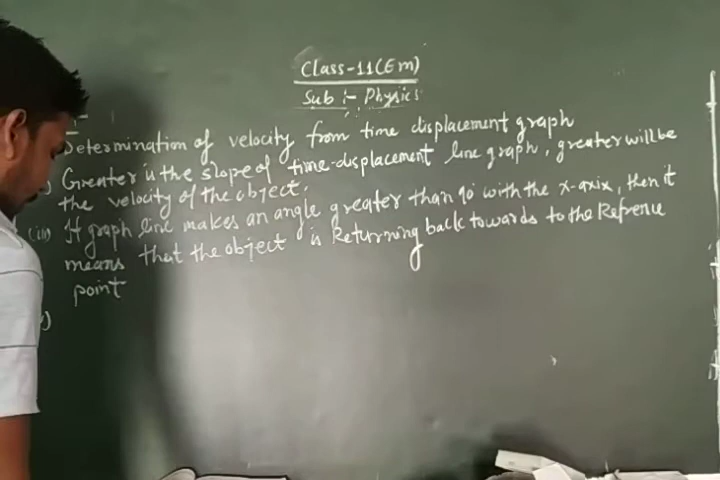 Class-11(Em)
Sub :- Physics
Determination of velocity from time displacement graph
Greater is the slope of time-displacement line graph, greater will be
the velocity of the object.
(iii) If graph line makes an angle greater than 90° with the x-axix, then it
means that the object is Returning back towards to the Refrence
point